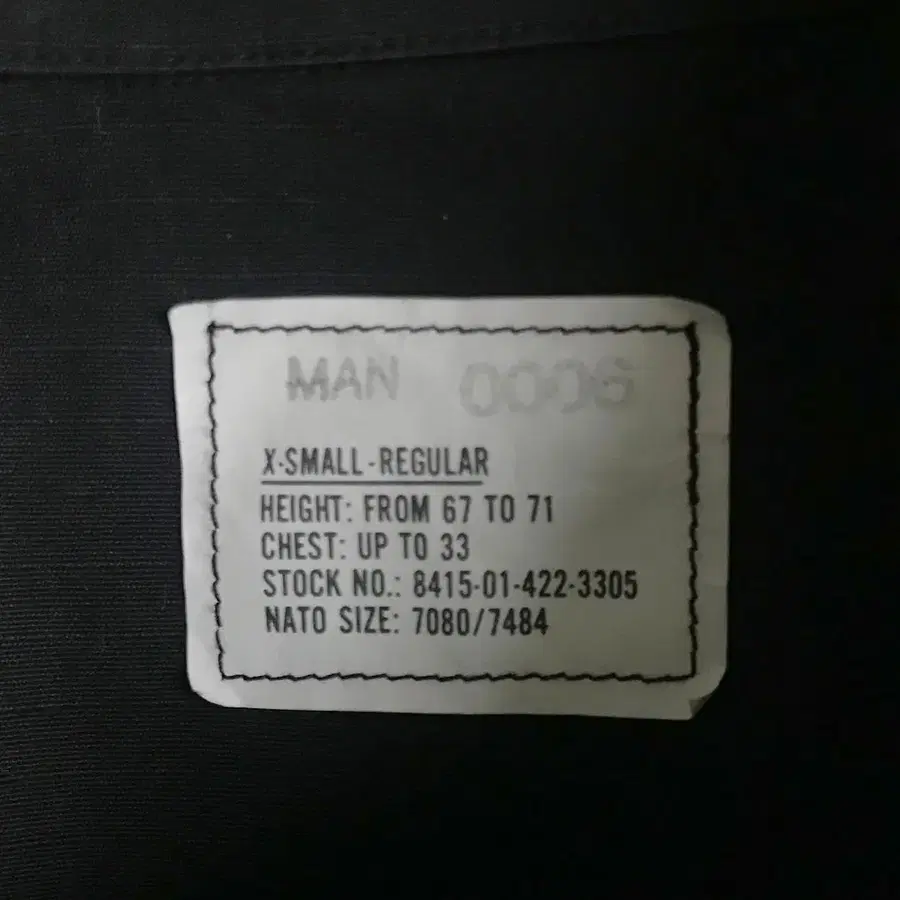 MAN 0006
X-SMALL-REGULAR
HEIGHT: FROM 67 TO 71
CHEST: UP TO 33
STOCK NO.: 8415-01-422-3305
NATO SIZE: 7080/7484